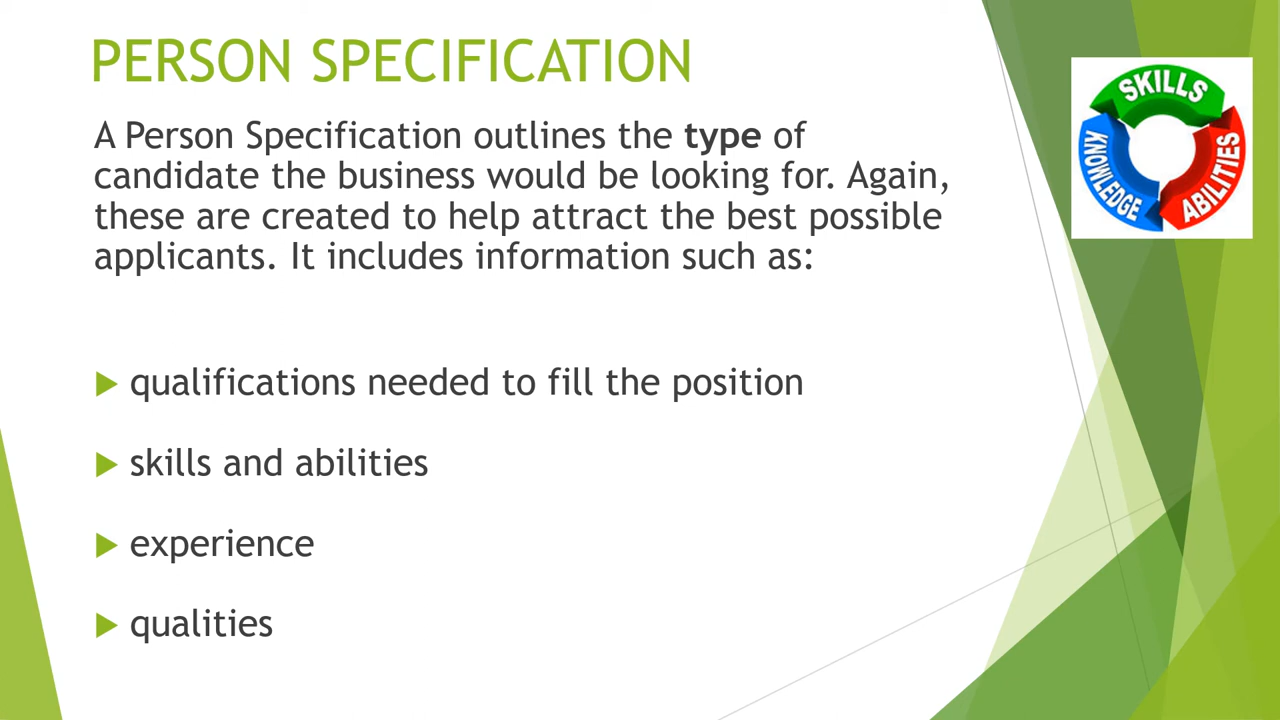 PERSON SPECIFICATION
A Person Specification outlines the type of
candidate the business would be looking for. Again,
these are created to help attract the best possible
applicants. It includes information such as:
qualifications needed to fill the position
skills and abilities
experience
qualities
SKILLS
KNOWLEDGE
ABILITIES